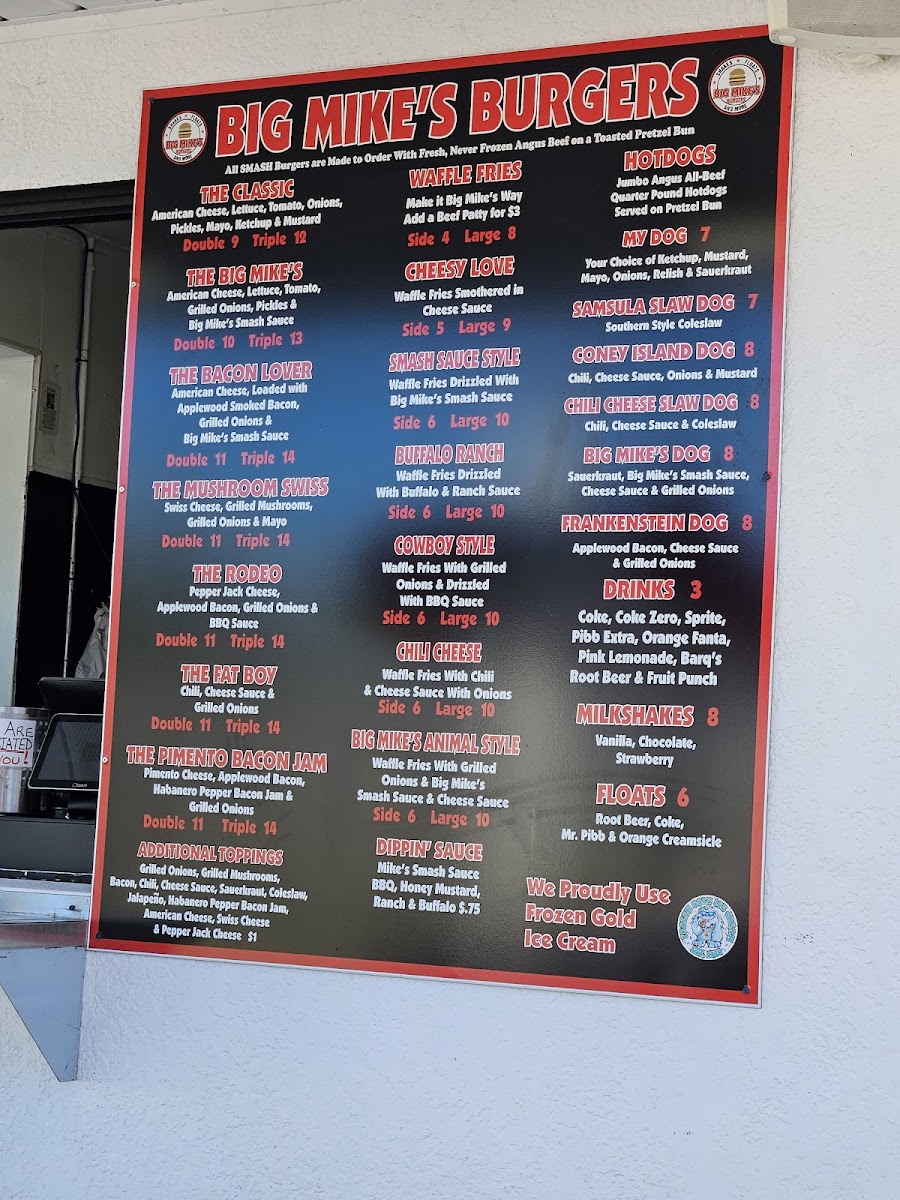 BIG MIKE'S BURGERS
All SMASH Burgers are Made to Order With Fresh, Never Frozen Angus Beef on a Toasted Pretzel Bun
SHAKES FLOATS
BIG MIKE'S
BURGERS
AND MORE
SHAKES FLOATS
BIG MIKE'S
BURGERS
AND MORE
THE CLASSIC
American Cheese, Lettuce, Tomato, Onions,
Pickles, Mayo, Ketchup & Mustard
Double 9 Triple 12
THE BIG MIKE'S
American Cheese, Lettuce, Tomato,
Grilled Onions, Pickles &
Big Mike's Smash Sauce
Double 10 Triple 13
THE BACON LOVER
American Cheese, Loaded with
Applewood Smoked Bacon,
Grilled Onions &
Big Mike's Smash Sauce
Double 11 Triple 14
THE MUSHROOM SWISS
Swiss Cheese, Grilled Mushrooms,
Grilled Onions & Mayo
Double 11 Triple 14
THE RODEO
Pepper Jack Cheese,
Applewood Bacon, Grilled Onions &
BBQ Sauce
Double 11 Triple 14
THE FAT BOY
Chili, Cheese Sauce &
Grilled Onions
Double 11 Triple 14
THE PIMENTO BACON JAM
Pimento Cheese, Applewood Bacon,
Habanero Pepper Bacon Jam &
Grilled Onions
Double 11 Triple 14
ADDITIONAL TOPPINGS
Grilled Onions, Grilled Mushrooms,
Bacon, Chili, Cheese Sauce, Sauerkraut, Coleslaw,
Jalapeño, Habanero Pepper Bacon Jam,
American Cheese, Swiss Cheese
& Pepper Jack Cheese $1
WAFFLE FRIES
Make it Big Mike's Way
Add a Beef Patty for $3
Side 4 Large 8
CHEESY LOVE
Waffle Fries Smothered in
Cheese Sauce
Side 5 Large 9
SMASH SAUCE STYLE
Waffle Fries Drizzled With
Big Mike's Smash Sauce
Side 6 Large 10
BUFFALO RANCH
Waffle Fries Drizzled
With Buffalo & Ranch Sauce
Side 6 Large 10
COWBOY STYLE
Waffle Fries With Grilled
Onions & Drizzled
With BBQ Sauce
Side 6 Large 10
CHILI CHEESE
Waffle Fries With Chili
& Cheese Sauce With Onions
Side 6 Large 10
BIG MIKE'S ANIMAL STYLE
Waffle Fries With Grilled
Onions & Big Mike's
Smash Sauce & Cheese Sauce
Side 6 Large 10
DIPPIN' SAUCE
Mike's Smash Sauce
BBQ, Honey Mustard,
Ranch & Buffalo $.75
HOTDOGS
Jumbo Angus All-Beef
Quarter Pound Hotdogs
Served on Pretzel Bun
MY DOG 7
Your Choice of Ketchup, Mustard,
Mayo, Onions, Relish & Sauerkraut
SAMSULA SLAW DOG 7
Southern Style Coleslaw
CONEY ISLAND DOG 8
Chili, Cheese Sauce, Onions & Mustard
CHILI CHEESE SLAW DOG 8
Chili, Cheese Sauce & Coleslaw
BIG MIKE'S DOG 8
Sauerkraut, Big Mike's Smash Sauce,
Cheese Sauce & Grilled Onions
FRANKENSTEIN DOG 8
Applewood Bacon, Cheese Sauce
& Grilled Onions
DRINKS 3
Coke, Coke Zero, Sprite,
Pibb Extra, Orange Fanta,
Pink Lemonade, Barq's
Root Beer & Fruit Punch
MILKSHAKES 8
Vanilla, Chocolate,
Strawberry
FLOATS 6
Root Beer, Coke,
Mr. Pibb & Orange Creamsicle
We Proudly Use
Frozen Gold
Ice Cream
ARE
YOU!